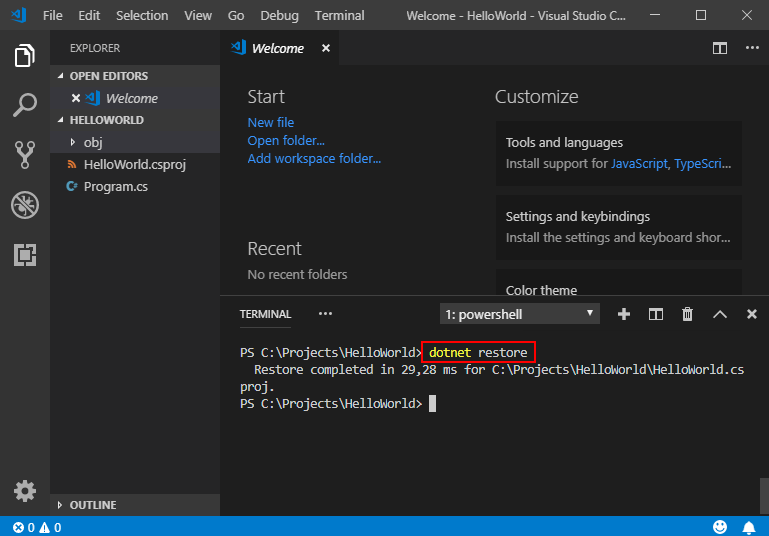 File Edit Selection View Go Debug Terminal Welcome - HelloWorld - Visual Studio C...
EXPLORER
OPEN EDITORS
Welcome
HELLOWORLD
obj
HelloWorld.csproj
C# Program.cs
OUTLINE
Welcome
Start
New file
Open folder...
Add workspace folder...
Recent
No recent folders
Customize
Tools and languages
Install support for JavaScript, TypeScri...
Settings and keybindings
Install the settings and keyboard shor...
Color theme
TERMINAL
1: powershell
PS C:\Projects\HelloWorld> dotnet restore
Restore completed in 29,28 ms for C:\Projects\HelloWorld\HelloWorld.cs
proj.
PS C:\Projects\HelloWorld>
0 0